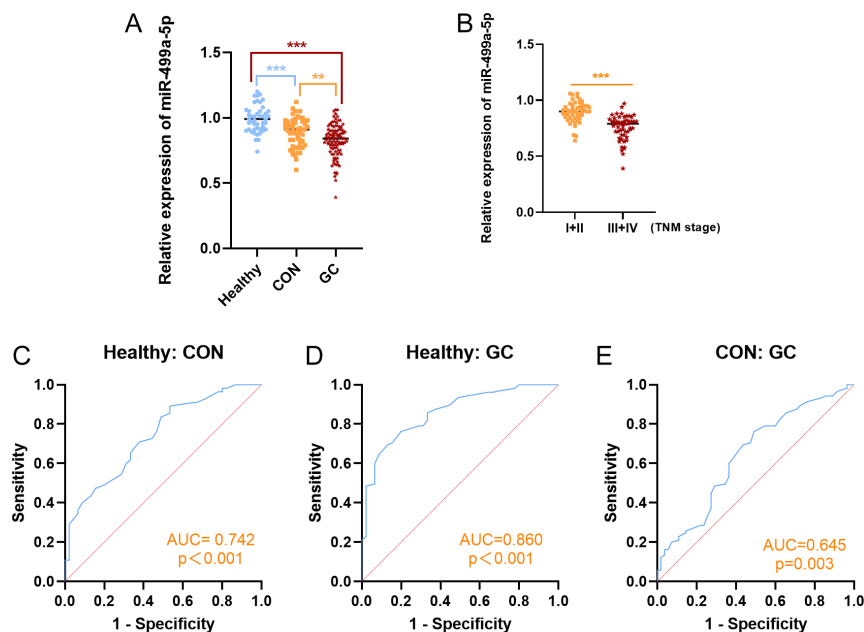 A
Relative expression of miR-499a-5p
1.5
1.0
0.5
0.0
***
***
**
Healthy
CON
GC
B
Relative expression of miR-499a-5p
1.5
1.0
0.5
0.0
***
I+II
III+IV
(TNM stage)
C
Healthy: CON
Sensitivity
1.0
0.8
0.6
0.4
0.2
0.0
AUC= 0.742
p<0.001
0.0 0.2 0.4 0.6 0.8 1.0
1 - Specificity
D
Healthy: GC
Sensitivity
1.0
0.8
0.6
0.4
0.2
0.0
AUC=0.860
p<0.001
0.0 0.2 0.4 0.6 0.8 1.0
1 - Specificity
E
CON: GC
Sensitivity
1.0
0.8
0.6
0.4
0.2
0.0
AUC=0.645
p=0.003
0.0 0.2 0.4 0.6 0.8 1.0
1 - Specificity